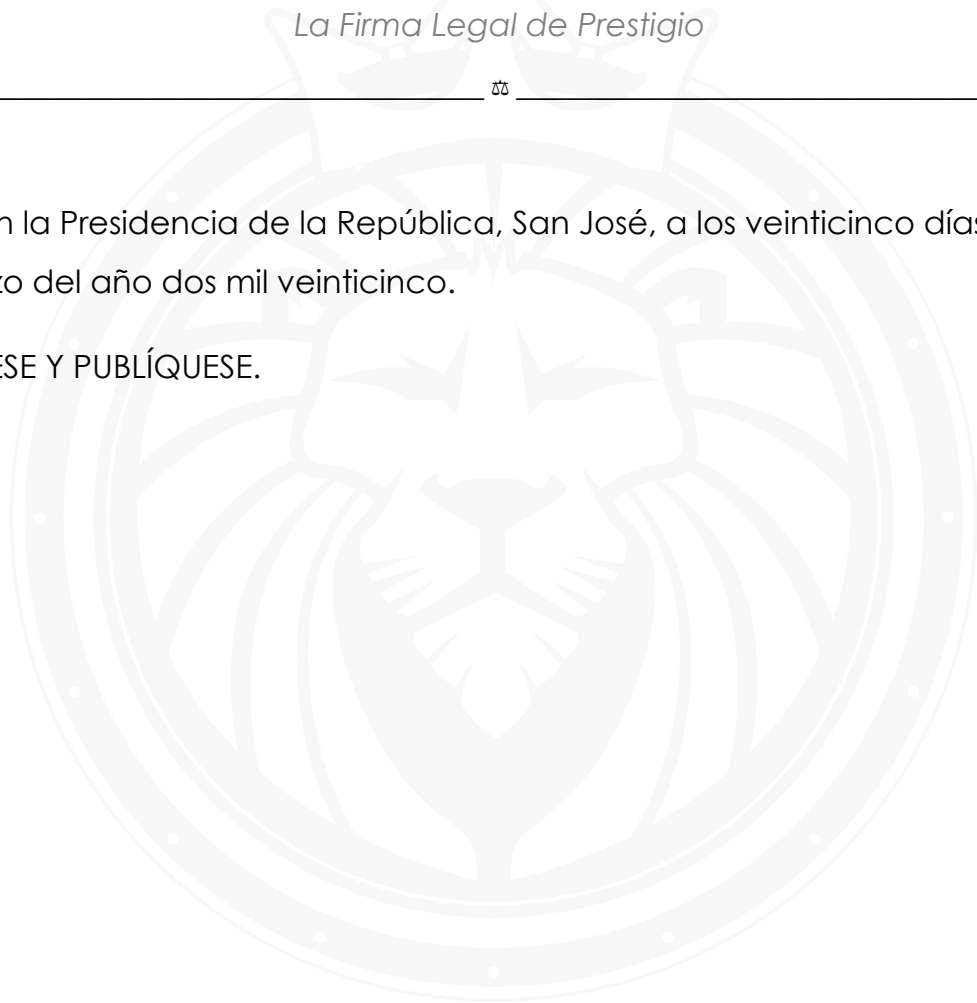 La Firma Legal de Prestigio
n la Presidencia de la República, San José, a los veinticinco días
zo del año dos mil veinticinco.
ESE Y PUBLÍQUESE.